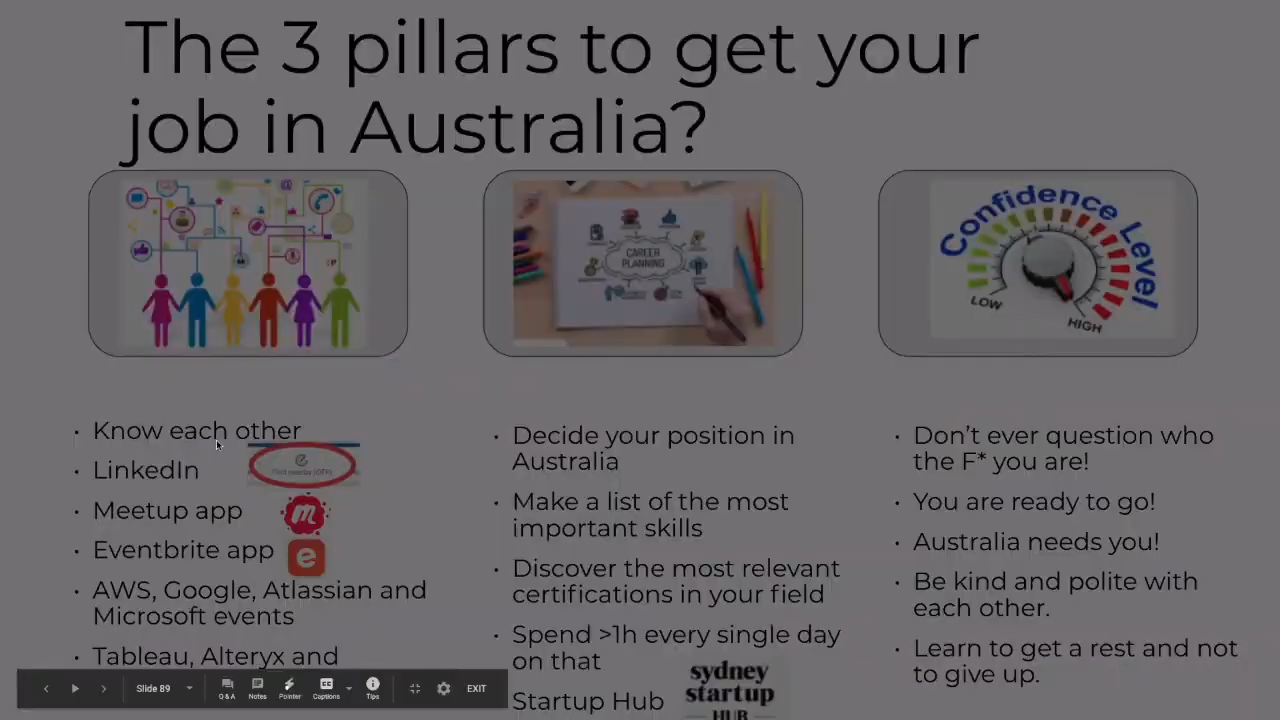 The 3 pillars to get your
job in Australia?
CAREER
PLANNING
Confidence Level
LOW
HIGH
• Know each other
• LinkedIn
• Meetup app
m
• Eventbrite app
e
• AWS, Google, Atlassian and
Microsoft events
• Tableau, Alteryx and
• Decide your position in
Australia
• Make a list of the most
important skills
• Discover the most relevant
certifications in your field
• Spend >1h every single day
on that
Startup Hub
sydney
startup
HUB
• Don’t ever question who
the F* you are!
• You are ready to go!
• Australia needs you!
• Be kind and polite with
each other.
• Learn to get a rest and not
to give up.
Slide 89
Q & A
Notes
Pointer
Captions
Tips
EXIT